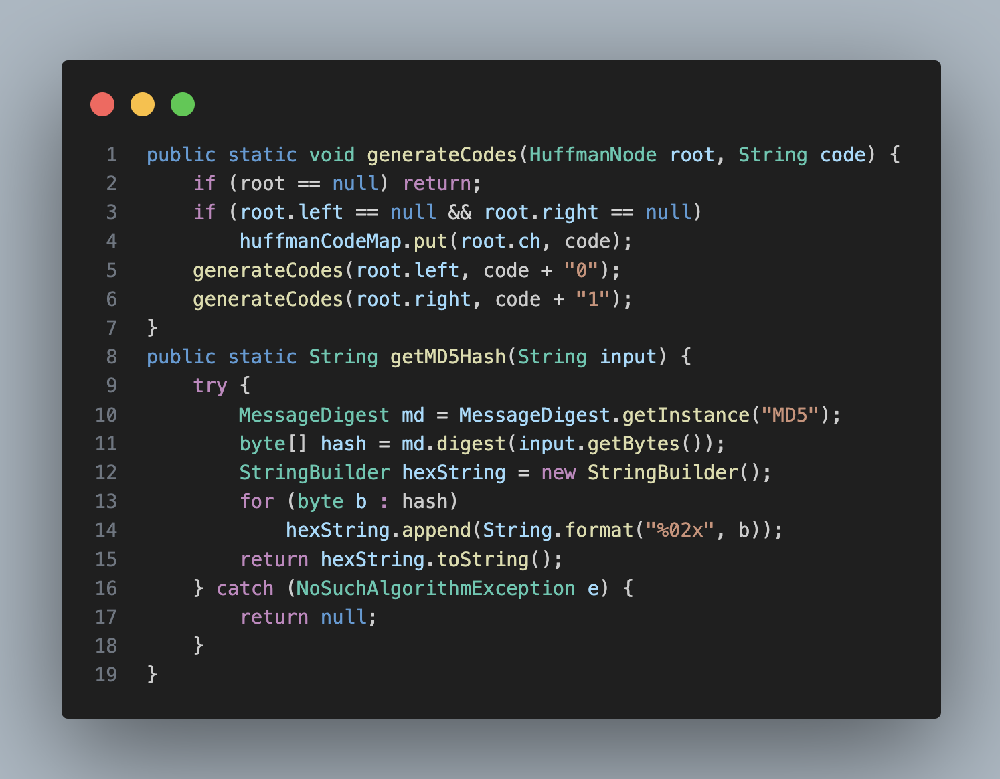 1 public static void generateCodes(HuffmanNode root, String code) {
2     if (root == null) return;
3     if (root.left == null && root.right == null)
4         huffmanCodeMap.put(root.ch, code);
5     generateCodes(root.left, code + "0");
6     generateCodes(root.right, code + "1");
7 }
8 public static String getMD5Hash(String input) {
9     try {
10         MessageDigest md = MessageDigest.getInstance("MD5");
11         byte[] hash = md.digest(input.getBytes());
12         StringBuilder hexString = new StringBuilder();
13         for (byte b : hash)
14             hexString.append(String.format("%02x", b));
15         return hexString.toString();
16     } catch (NoSuchAlgorithmException e) {
17         return null;
18     }
19 }